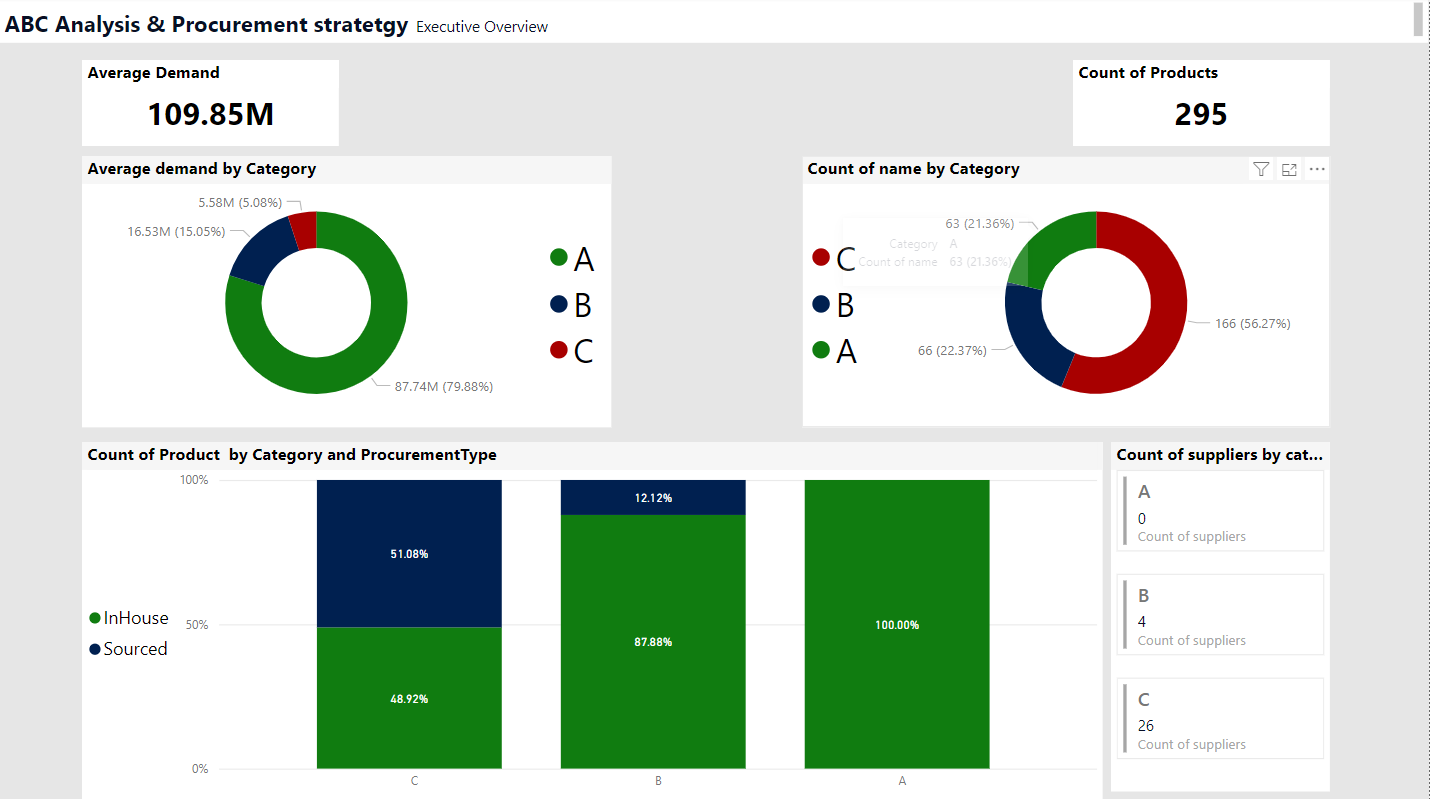 ABC Analysis & Procurement stratetgy Executive Overview
Average Demand
109.85M
Count of Products
295
Average demand by Category
5.58M (5.08%)
16.53M (15.05%)
87.74M (79.88%)
A
B
C
Count of name by Category
63 (21.36%)
Category A
Count of name 63 (21.36%)
C
B
A
66 (22.37%)
166 (56.27%)
Count of Product by Category and ProcurementType
InHouse
Sourced
100%
50%
0%
51.08%
48.92%
12.12%
87.88%
100.00%
C
B
A
Count of suppliers by cat...
A
0
Count of suppliers
B
4
Count of suppliers
C
26
Count of suppliers